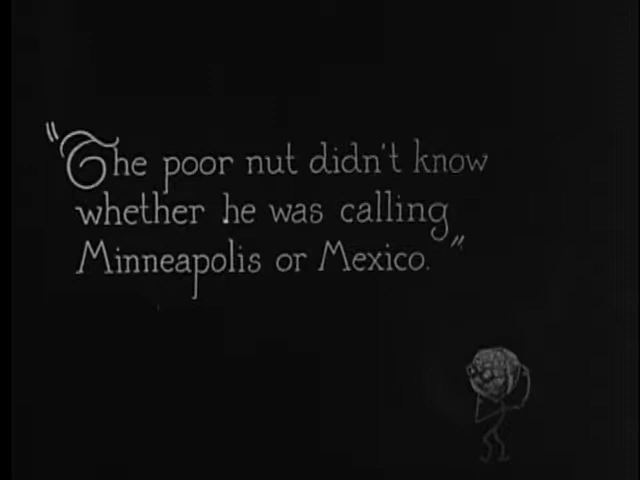 "The poor nut didn't know
whether he was calling
Minneapolis or Mexico."